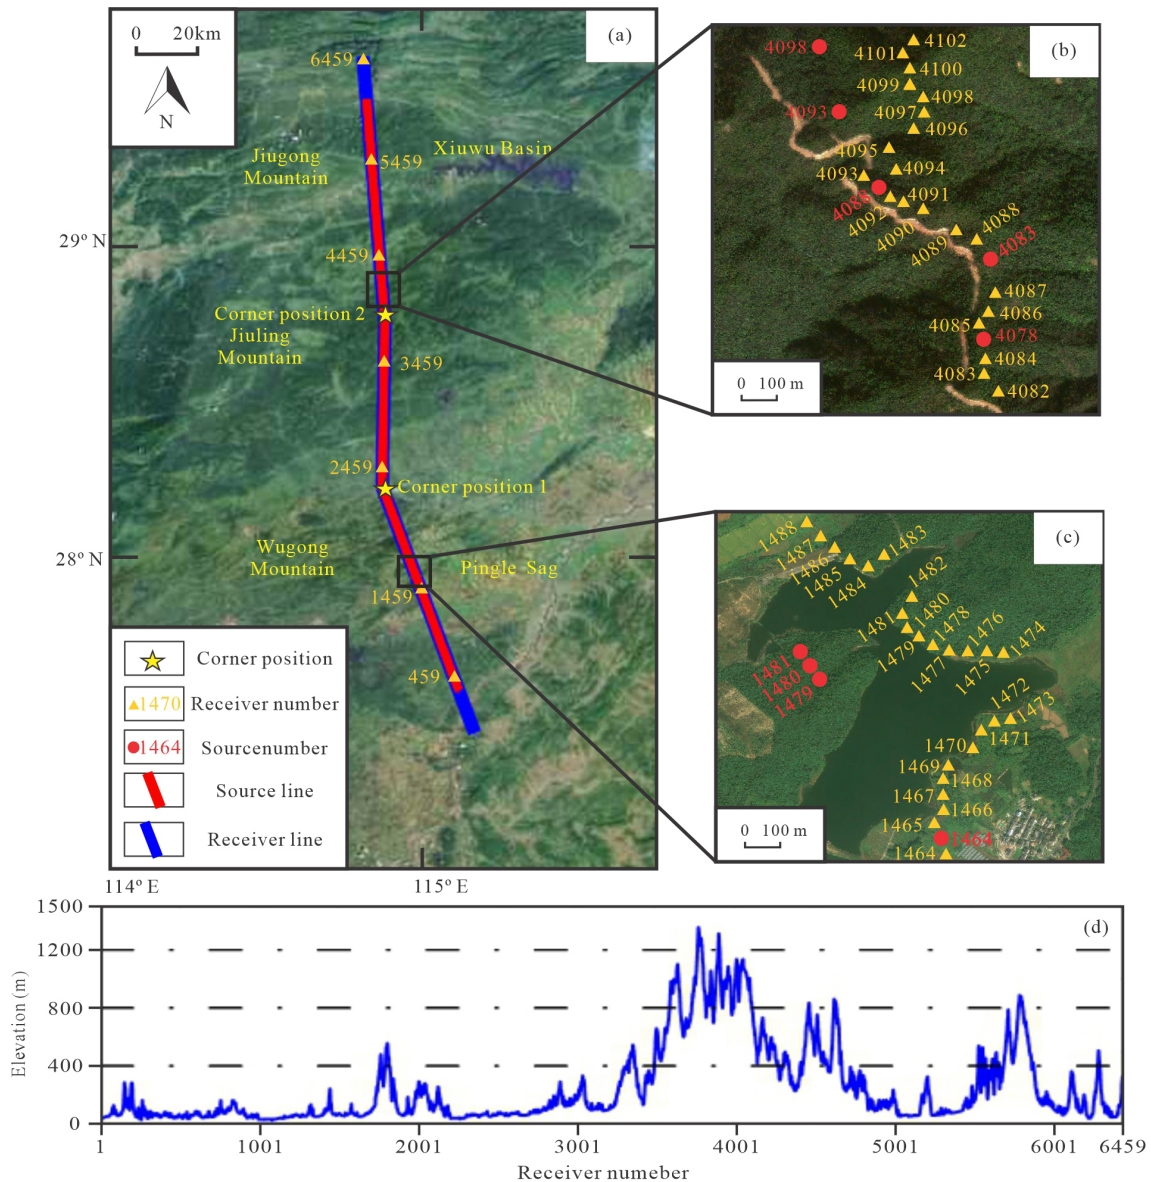 0 20km
N
(a)
6459
5459
Jiugong
Mountain
Xiuwu Basin
29° N
4459
Corner position 2
Jiuling
Mountain
3459
2459
Corner position 1
Wugong
Mountain
28° N
Pingle Sag
1459
459
Corner position
1470
Receiver number
1464
Sourcenumber
Source line
Receiver line
114° E
115° E
(b)
4098
4102
4101
4100
4099
4098
4093
4097
4096
4095
4094
4093
4088
4091
4092
4090
4089
4088
4083
4087
4086
4085
4078
4084
4083
4082
0 100 m
(c)
1488
1487
1486
1485
1484
1483
1482
1481
1480
1479
1478
1477
1476
1475
1474
1481
1480
1479
1472
1473
1471
1470
1469
1468
1467
1466
1465
1464
1464
0 100 m
(d)
Elevation (m)
1500
1200
800
400
0
1 1001 2001 3001 4001 5001 6001 6459
Receiver numeber